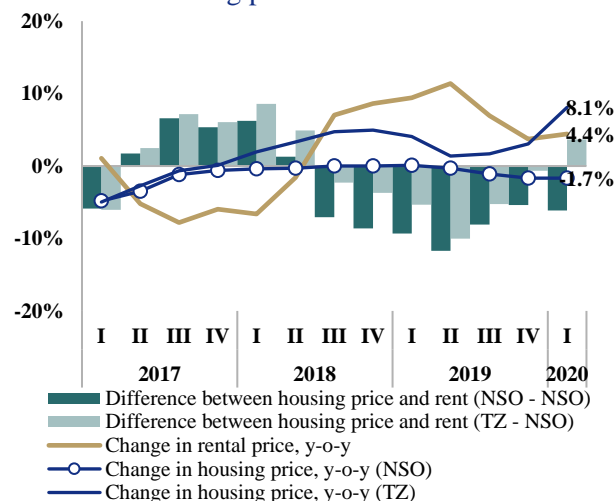 20%
10%
0%
-10%
-20%
8.1%
4.4%
-1.7%
I II III IV I II III IV I II III IV I
2017 2018 2019 2020
Difference between housing price and rent (NSO - NSO)
Difference between housing price and rent (TZ - NSO)
Change in rental price, y-o-y
Change in housing price, y-o-y (NSO)
Change in housing price, y-o-y (TZ)